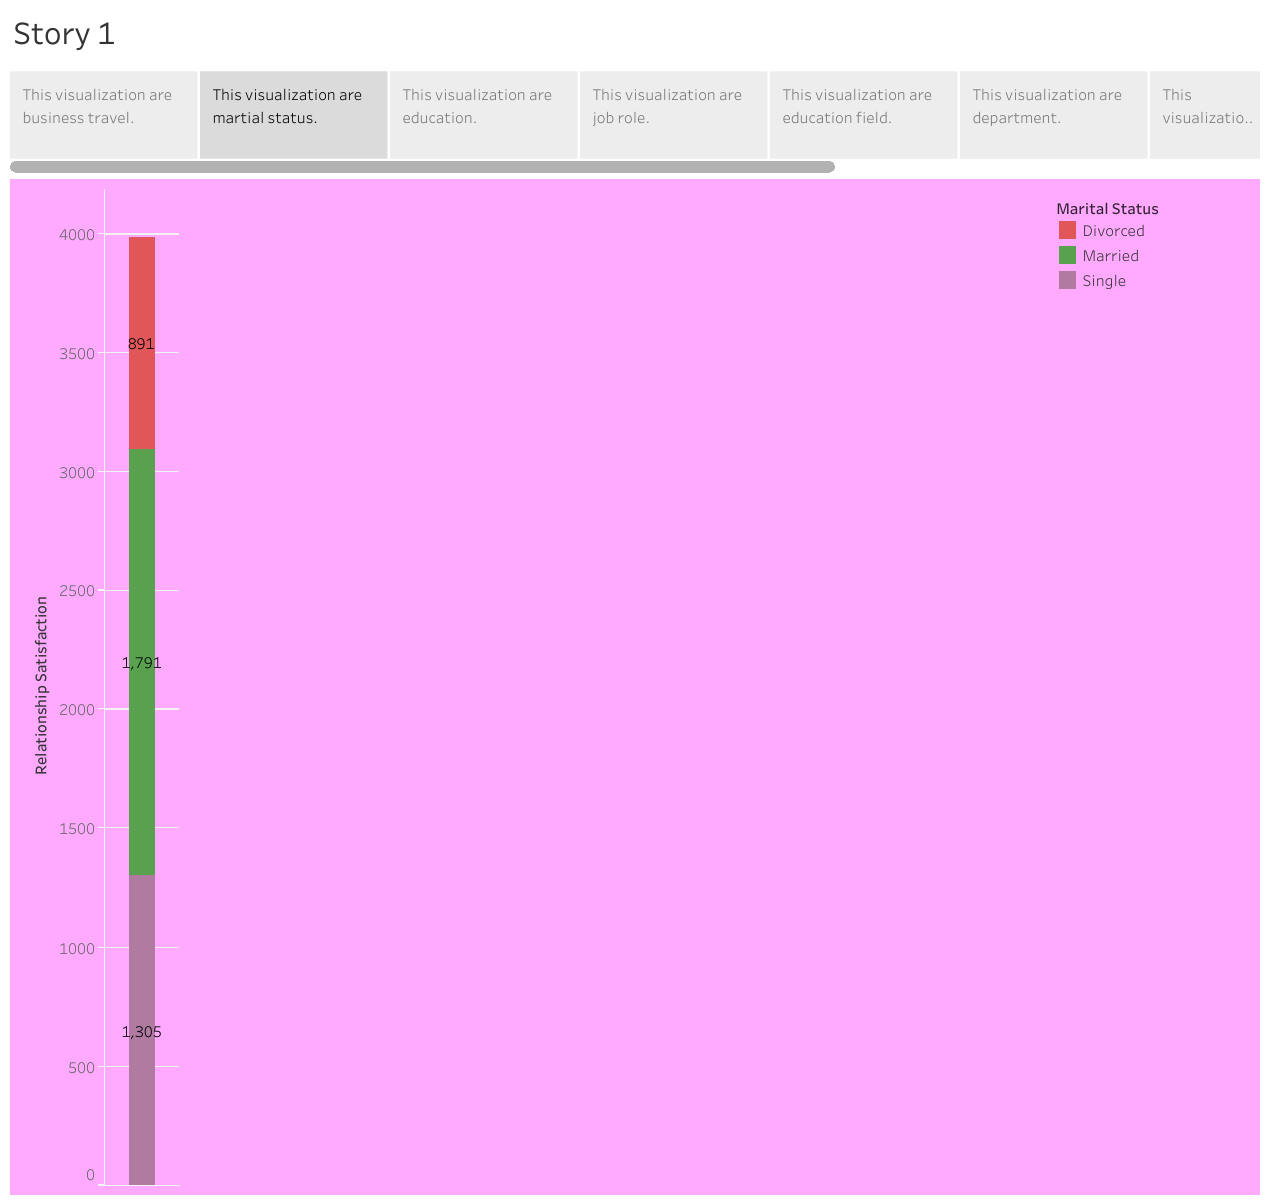 Story 1
This visualization are
business travel.
This visualization are
martial status.
This visualization are
education.
This visualization are
job role.
This visualization are
education field.
This visualization are
department.
This
visualizatio..
Marital Status
Divorced
Married
Single
Relationship Satisfaction
4000
3500
3000
2500
2000
1500
1000
500
0
891
1,791
1,305